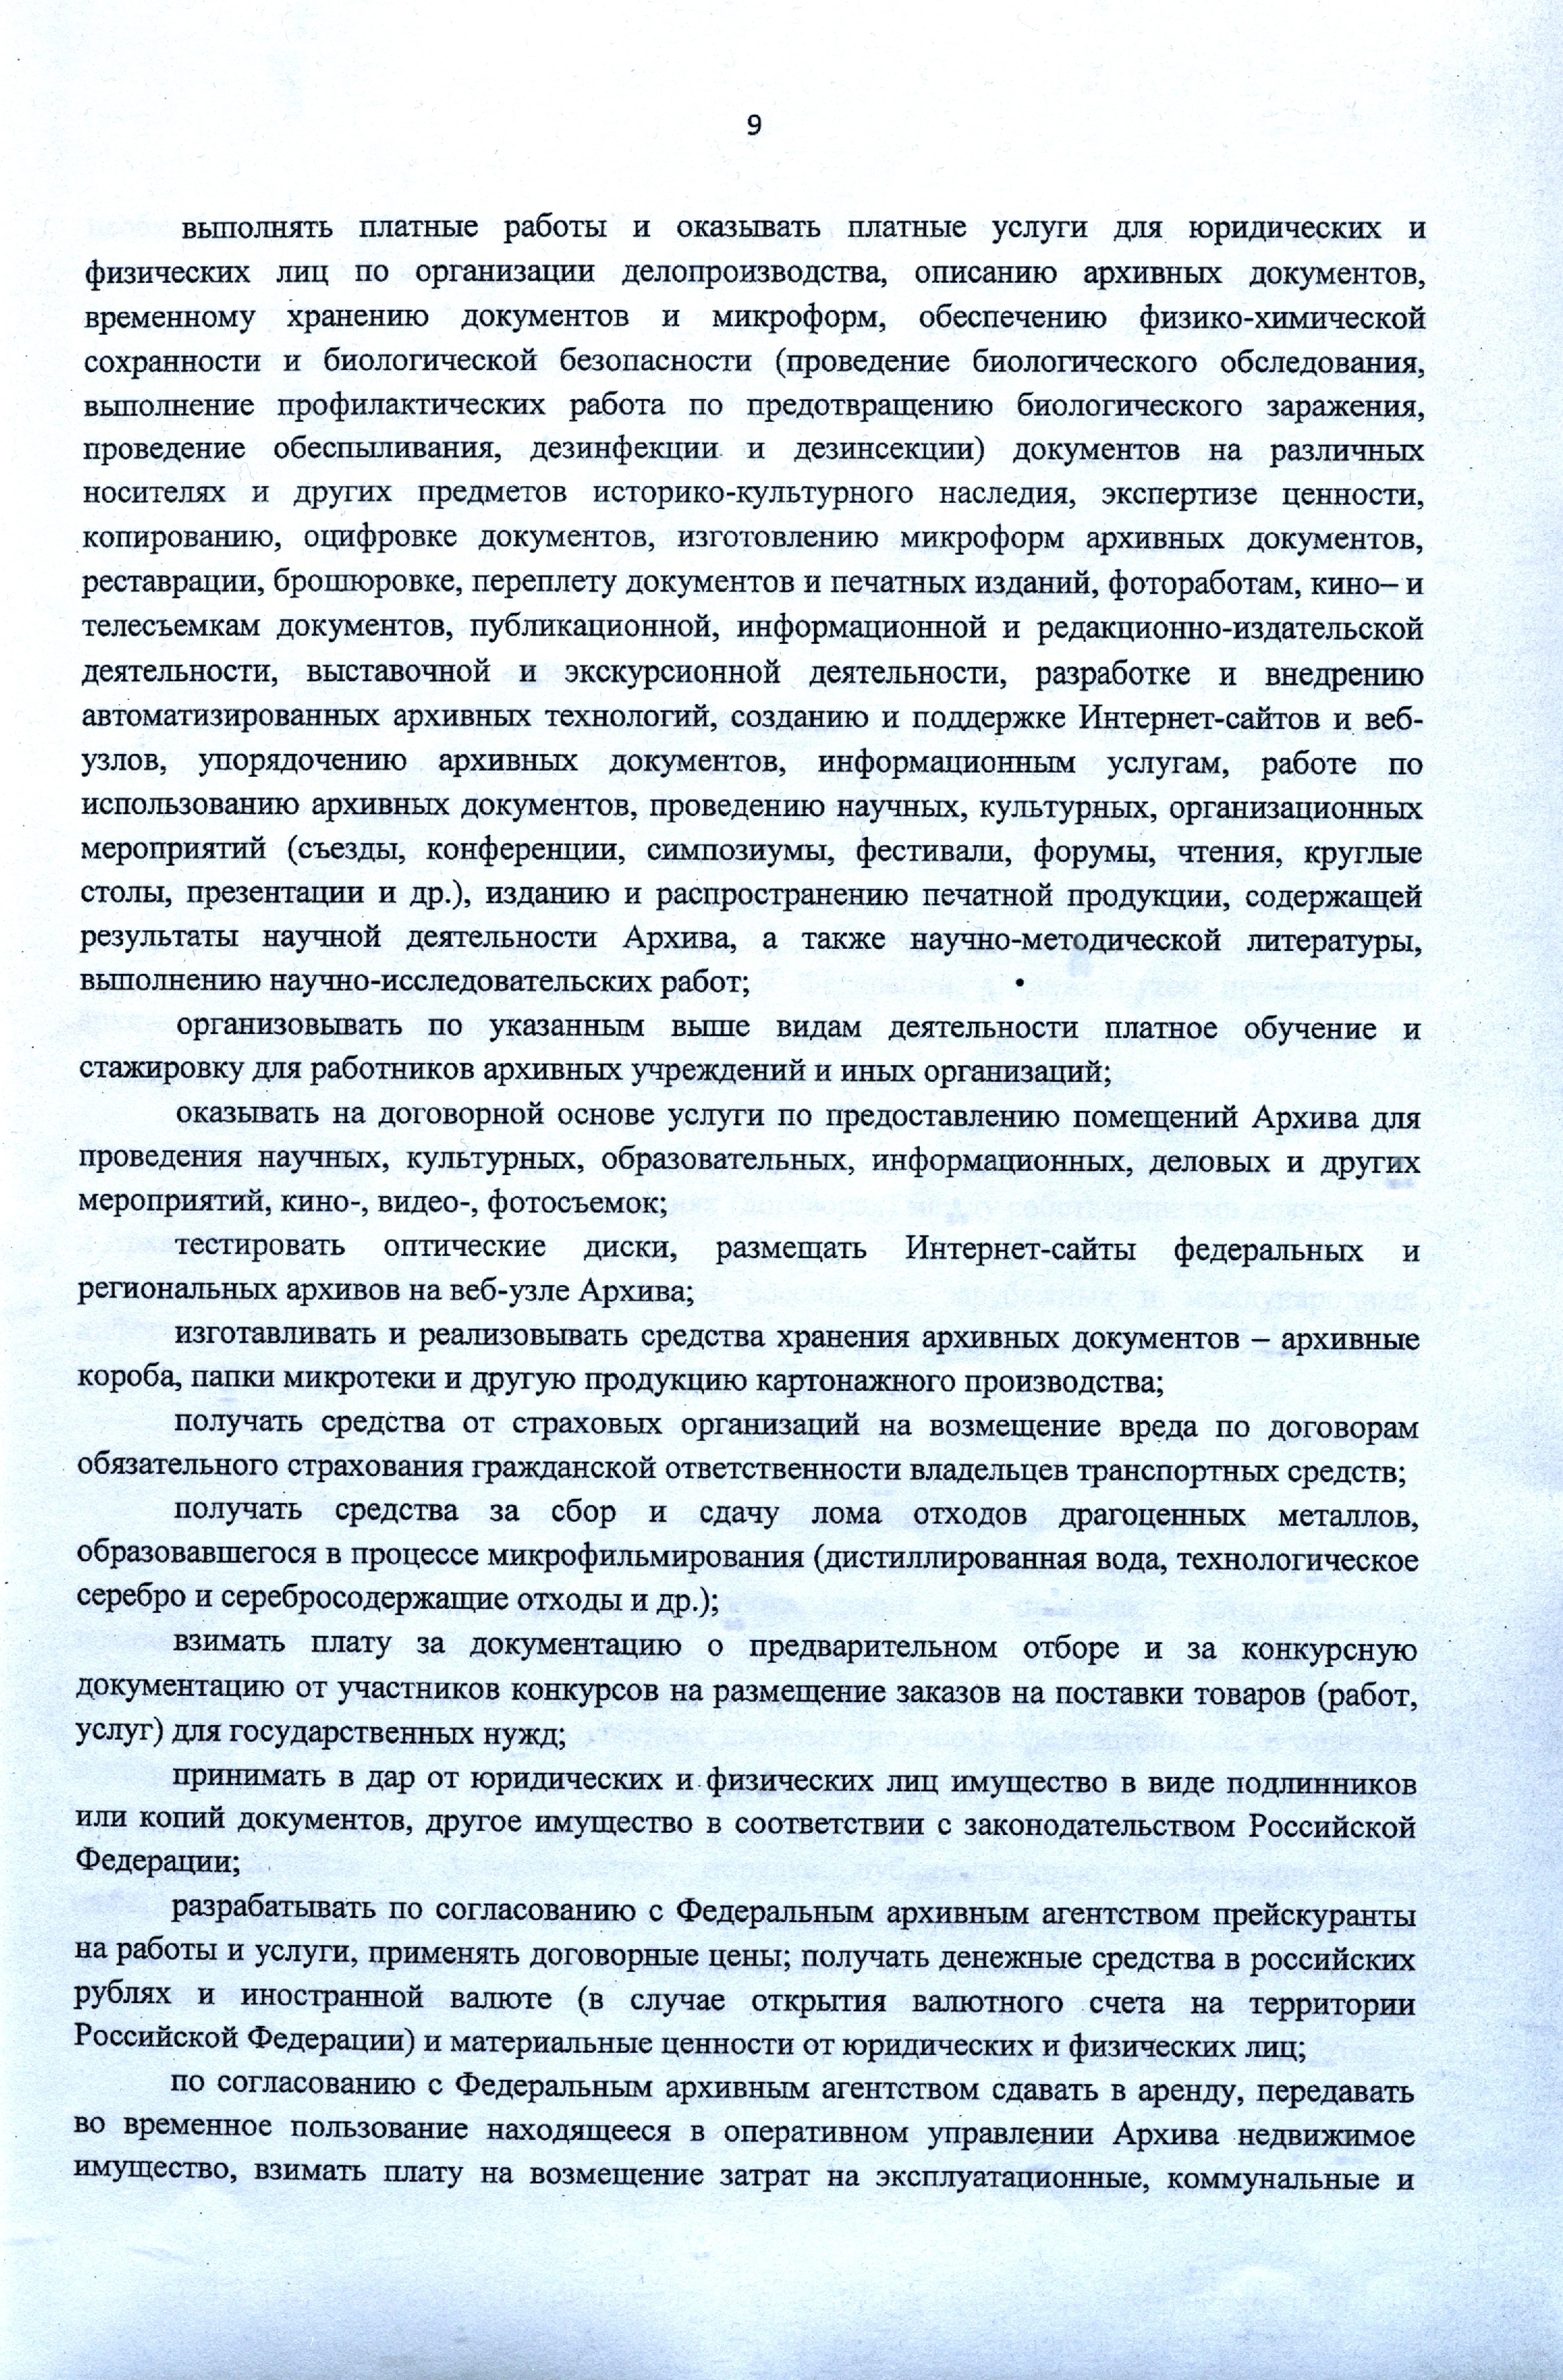 9
выполнять платные работы и оказывать платные услуги для юридических и
физических лиц по организации делопроизводства, описанию архивных документов,
временному хранению документов и микроформ, обеспечению физико-химической
сохранности и биологической безопасности (проведение биологического обследования,
выполнение профилактических работа по предотвращению биологического заражения,
проведение обеспыливания, дезинфекции и дезинсекции) документов на различных
носителях и других предметов историко-культурного наследия, экспертизе ценности,
копированию, оцифровке документов, изготовлению микроформ архивных документов,
реставрации, брошюровке, переплету документов и печатных изданий, фотоработам, кино– и
телесъемкам документов, публикационной, информационной и редакционно-издательской
деятельности, выставочной и экскурсионной деятельности, разработке и внедрению
автоматизированных архивных технологий, созданию и поддержке Интернет-сайтов и веб-
узлов, упорядочению архивных документов, информационным услугам, работе по
использованию архивных документов, проведению научных, культурных, организационных
мероприятий (съезды, конференции, симпозиумы, фестивали, форумы, чтения, круглые
столы, презентации и др.), изданию и распространению печатной продукции, содержащей
результаты научной деятельности Архива, а также научно-методической литературы,
выполнению научно-исследовательских работ;
организовывать по указанным выше видам деятельности платное обучение и
стажировку для работников архивных учреждений и иных организаций;
оказывать на договорной основе услуги по предоставлению помещений Архива для
проведения научных, культурных, образовательных, информационных, деловых и других
мероприятий, кино-, видео-, фотосъемок;
тестировать оптические диски, размещать Интернет-сайты федеральных и
региональных архивов на веб-узле Архива;
изготавливать и реализовывать средства хранения архивных документов – архивные
короба, папки микротеки и другую продукцию картонажного производства;
получать средства от страховых организаций на возмещение вреда по договорам
обязательного страхования гражданской ответственности владельцев транспортных средств;
получать средства за сбор и сдачу лома отходов драгоценных металлов,
образовавшегося в процессе микрофильмирования (дистиллированная вода, технологическое
серебро и серебросодержащие отходы и др.);
взимать плату за документацию о предварительном отборе и за конкурсную
документацию от участников конкурсов на размещение заказов на поставки товаров (работ,
услуг) для государственных нужд;
принимать в дар от юридических и физических лиц имущество в виде подлинников
или копий документов, другое имущество в соответствии с законодательством Российской
Федерации;
разрабатывать по согласованию с Федеральным архивным агентством прейскуранты
на работы и услуги, применять договорные цены; получать денежные средства в российских
рублях и иностранной валюте (в случае открытия валютного счета на территории
Российской Федерации) и материальные ценности от юридических и физических лиц;
по согласованию с Федеральным архивным агентством сдавать в аренду, передавать
во временное пользование находящееся в оперативном управлении Архива недвижимое
имущество, взимать плату на возмещение затрат на эксплуатационные, коммунальные и